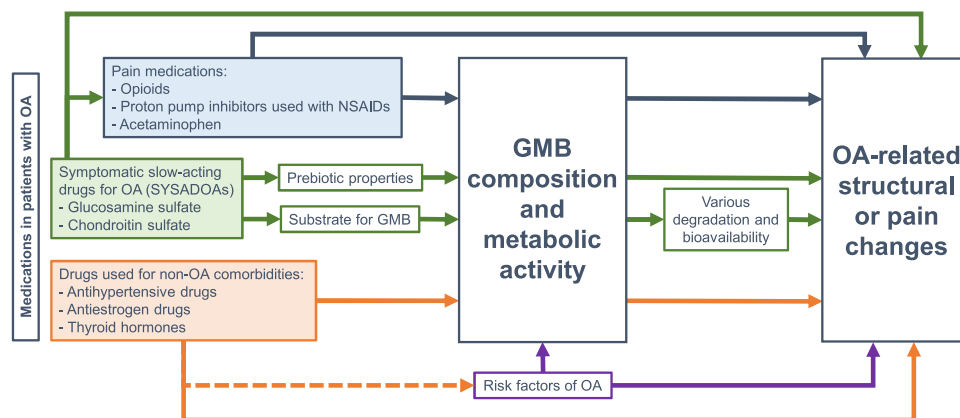 Medications in patients with OA
Pain medications:
- Opioids
- Proton pump inhibitors used with NSAIDs
- Acetaminophen
Symptomatic slow-acting
drugs for OA (SYSADOAs)
- Glucosamine sulfate
- Chondroitin sulfate
Prebiotic properties
Substrate for GMB
Drugs used for non-OA comorbidities:
- Antihypertensive drugs
- Antiestrogen drugs
- Thyroid hormones
GMB
composition
and
metabolic
activity
Various
degradation and
bioavailability
Risk factors of OA
OA-related
structural
or pain
changes